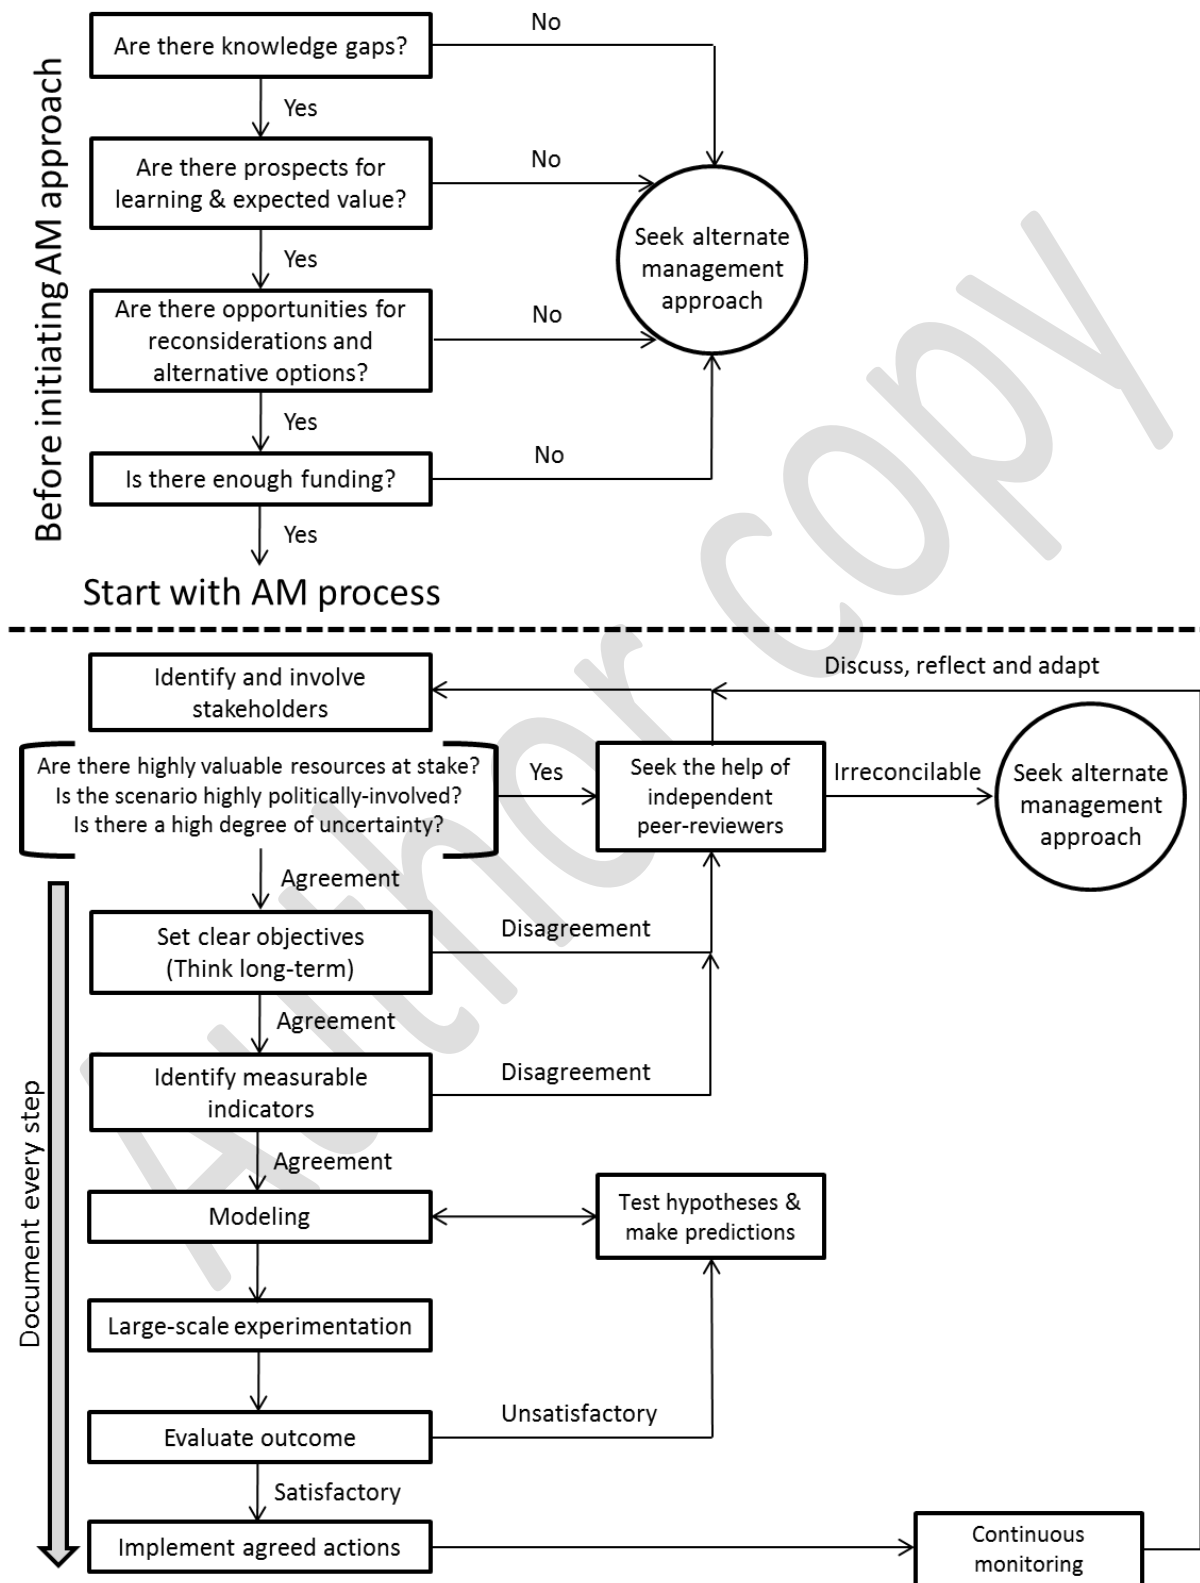 Before initiating AM approach
Are there knowledge gaps?
No
Yes
Are there prospects for
learning & expected value?
No
Seek alternate
management
approach
Yes
Are there opportunities for
reconsiderations and
alternative options?
No
Yes
Is there enough funding?
No
Yes
Start with AM process
Author copy
Identify and involve
stakeholders
Discuss, reflect and adapt
Are there highly valuable resources at stake?
Is the scenario highly politically-involved?
Is there a high degree of uncertainty?
Yes
Seek the help of
independent
peer-reviewers
Irreconcilable
Seek alternate
management
approach
Agreement
Set clear objectives
(Think long-term)
Disagreement
Agreement
Identify measurable
indicators
Disagreement
Document every step
Agreement
Modeling
Test hypotheses &
make predictions
Large-scale experimentation
Evaluate outcome
Unsatisfactory
Satisfactory
Implement agreed actions
Continuous
monitoring